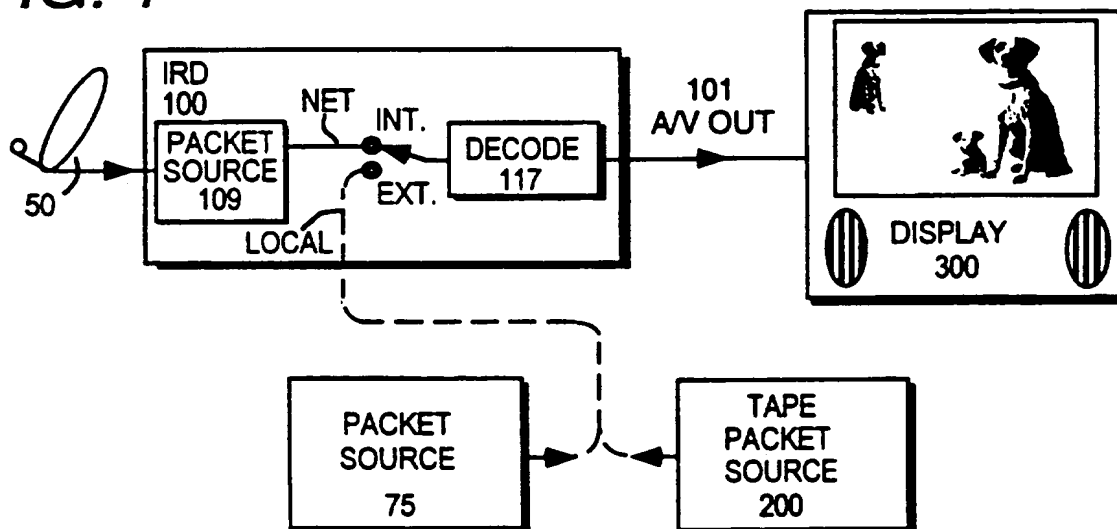 IRD
100
PACKET
SOURCE
109
NET
INT.
EXT.
LOCAL
DECODE
117
50
101
A/V OUT
DISPLAY
300
PACKET
SOURCE
75
TAPE
PACKET
SOURCE
200